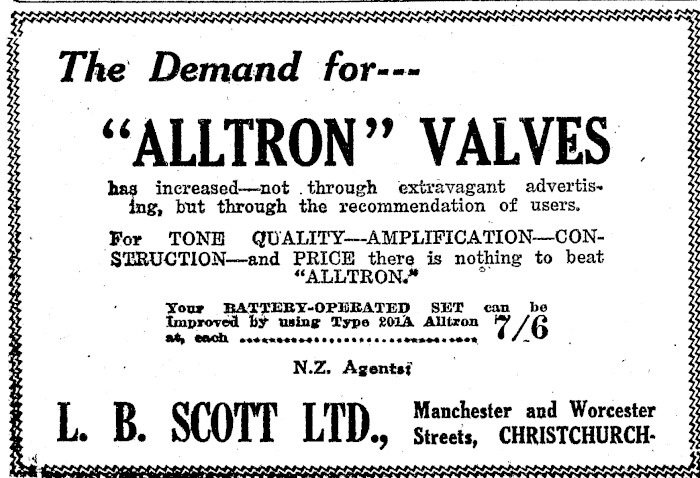 The Demand for---
"ALLTRON" VALVES
has increased—not through extravagant advertis-
ing, but through the recommendation of users.
For TONE QUALITY—AMPLIFICATION—CON-
STRUCTION—and PRICE there is nothing to beat
"ALLTRON."
Your BATTERY-OPERATED SET can be
Improved by using Type 201A Alltron 7/6
at, each ........................................
N.Z. Agents:
L. B. SCOTT LTD., Manchester and Worcester
Streets, CHRISTCHURCH-